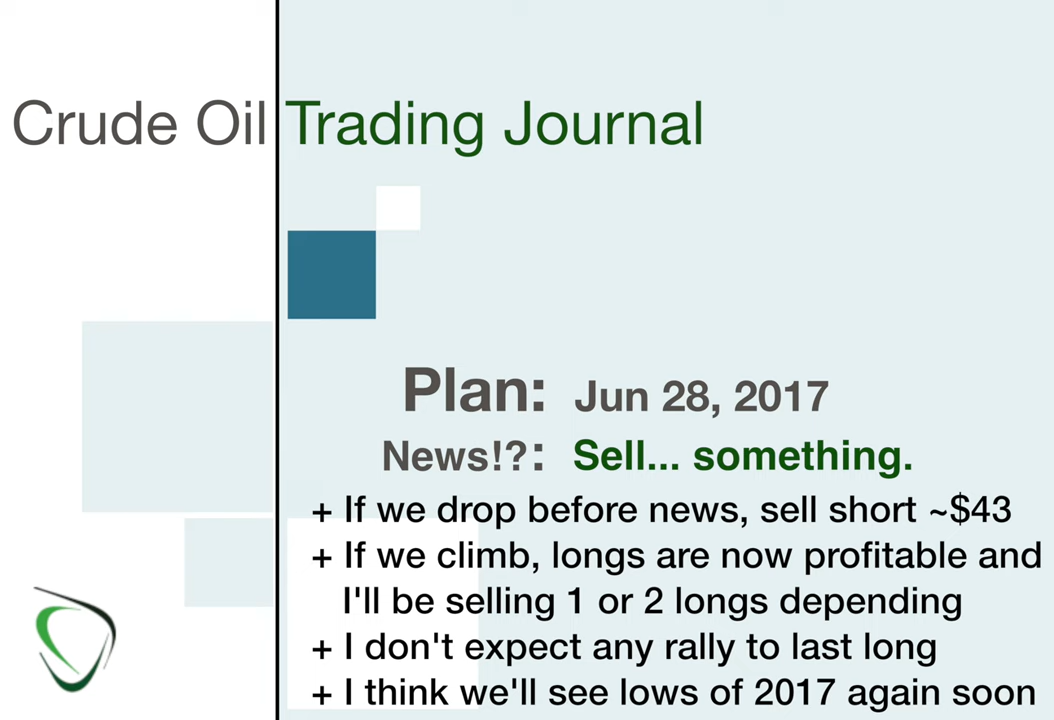 Crude Oil Trading Journal
Plan: Jun 28, 2017
News!?: Sell... something.
+ If we drop before news, sell short ~$43
+ If we climb, longs are now profitable and
I'll be selling 1 or 2 longs depending
+ I don't expect any rally to last long
+ I think we'll see lows of 2017 again soon